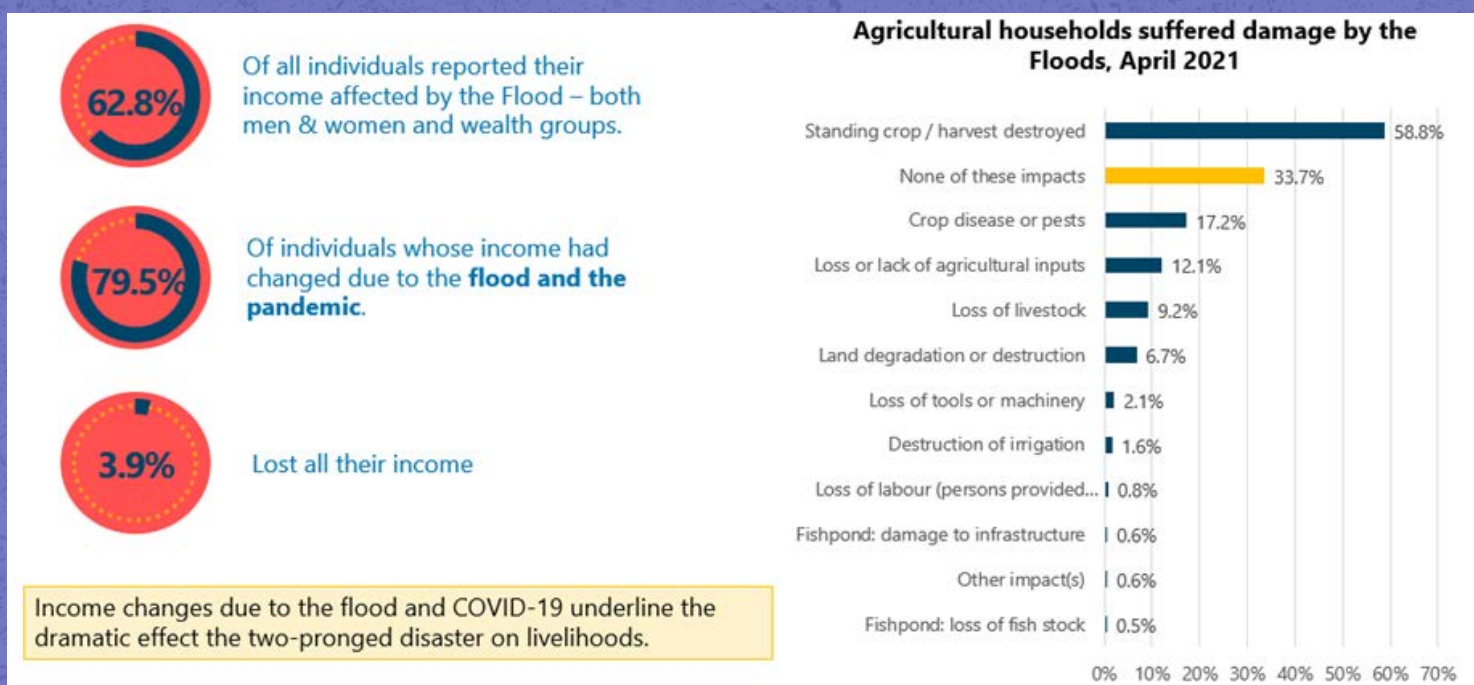 62.8%
Of all individuals reported their
income affected by the Flood – both
men & women and wealth groups.
79.5%
Of individuals whose income had
changed due to the flood and the
pandemic.
3.9%
Lost all their income
Income changes due to the flood and COVID-19 underline the
dramatic effect the two-pronged disaster on livelihoods.
Agricultural households suffered damage by the
Floods, April 2021
Standing crop / harvest destroyed 58.8%
None of these impacts 33.7%
Crop disease or pests 17.2%
Loss or lack of agricultural inputs 12.1%
Loss of livestock 9.2%
Land degradation or destruction 6.7%
Loss of tools or machinery 2.1%
Destruction of irrigation 1.6%
Loss of labour (persons provided... 0.8%
Fishpond: damage to infrastructure 0.6%
Other impact(s) 0.6%
Fishpond: loss of fish stock 0.5%
0% 10% 20% 30% 40% 50% 60% 70%